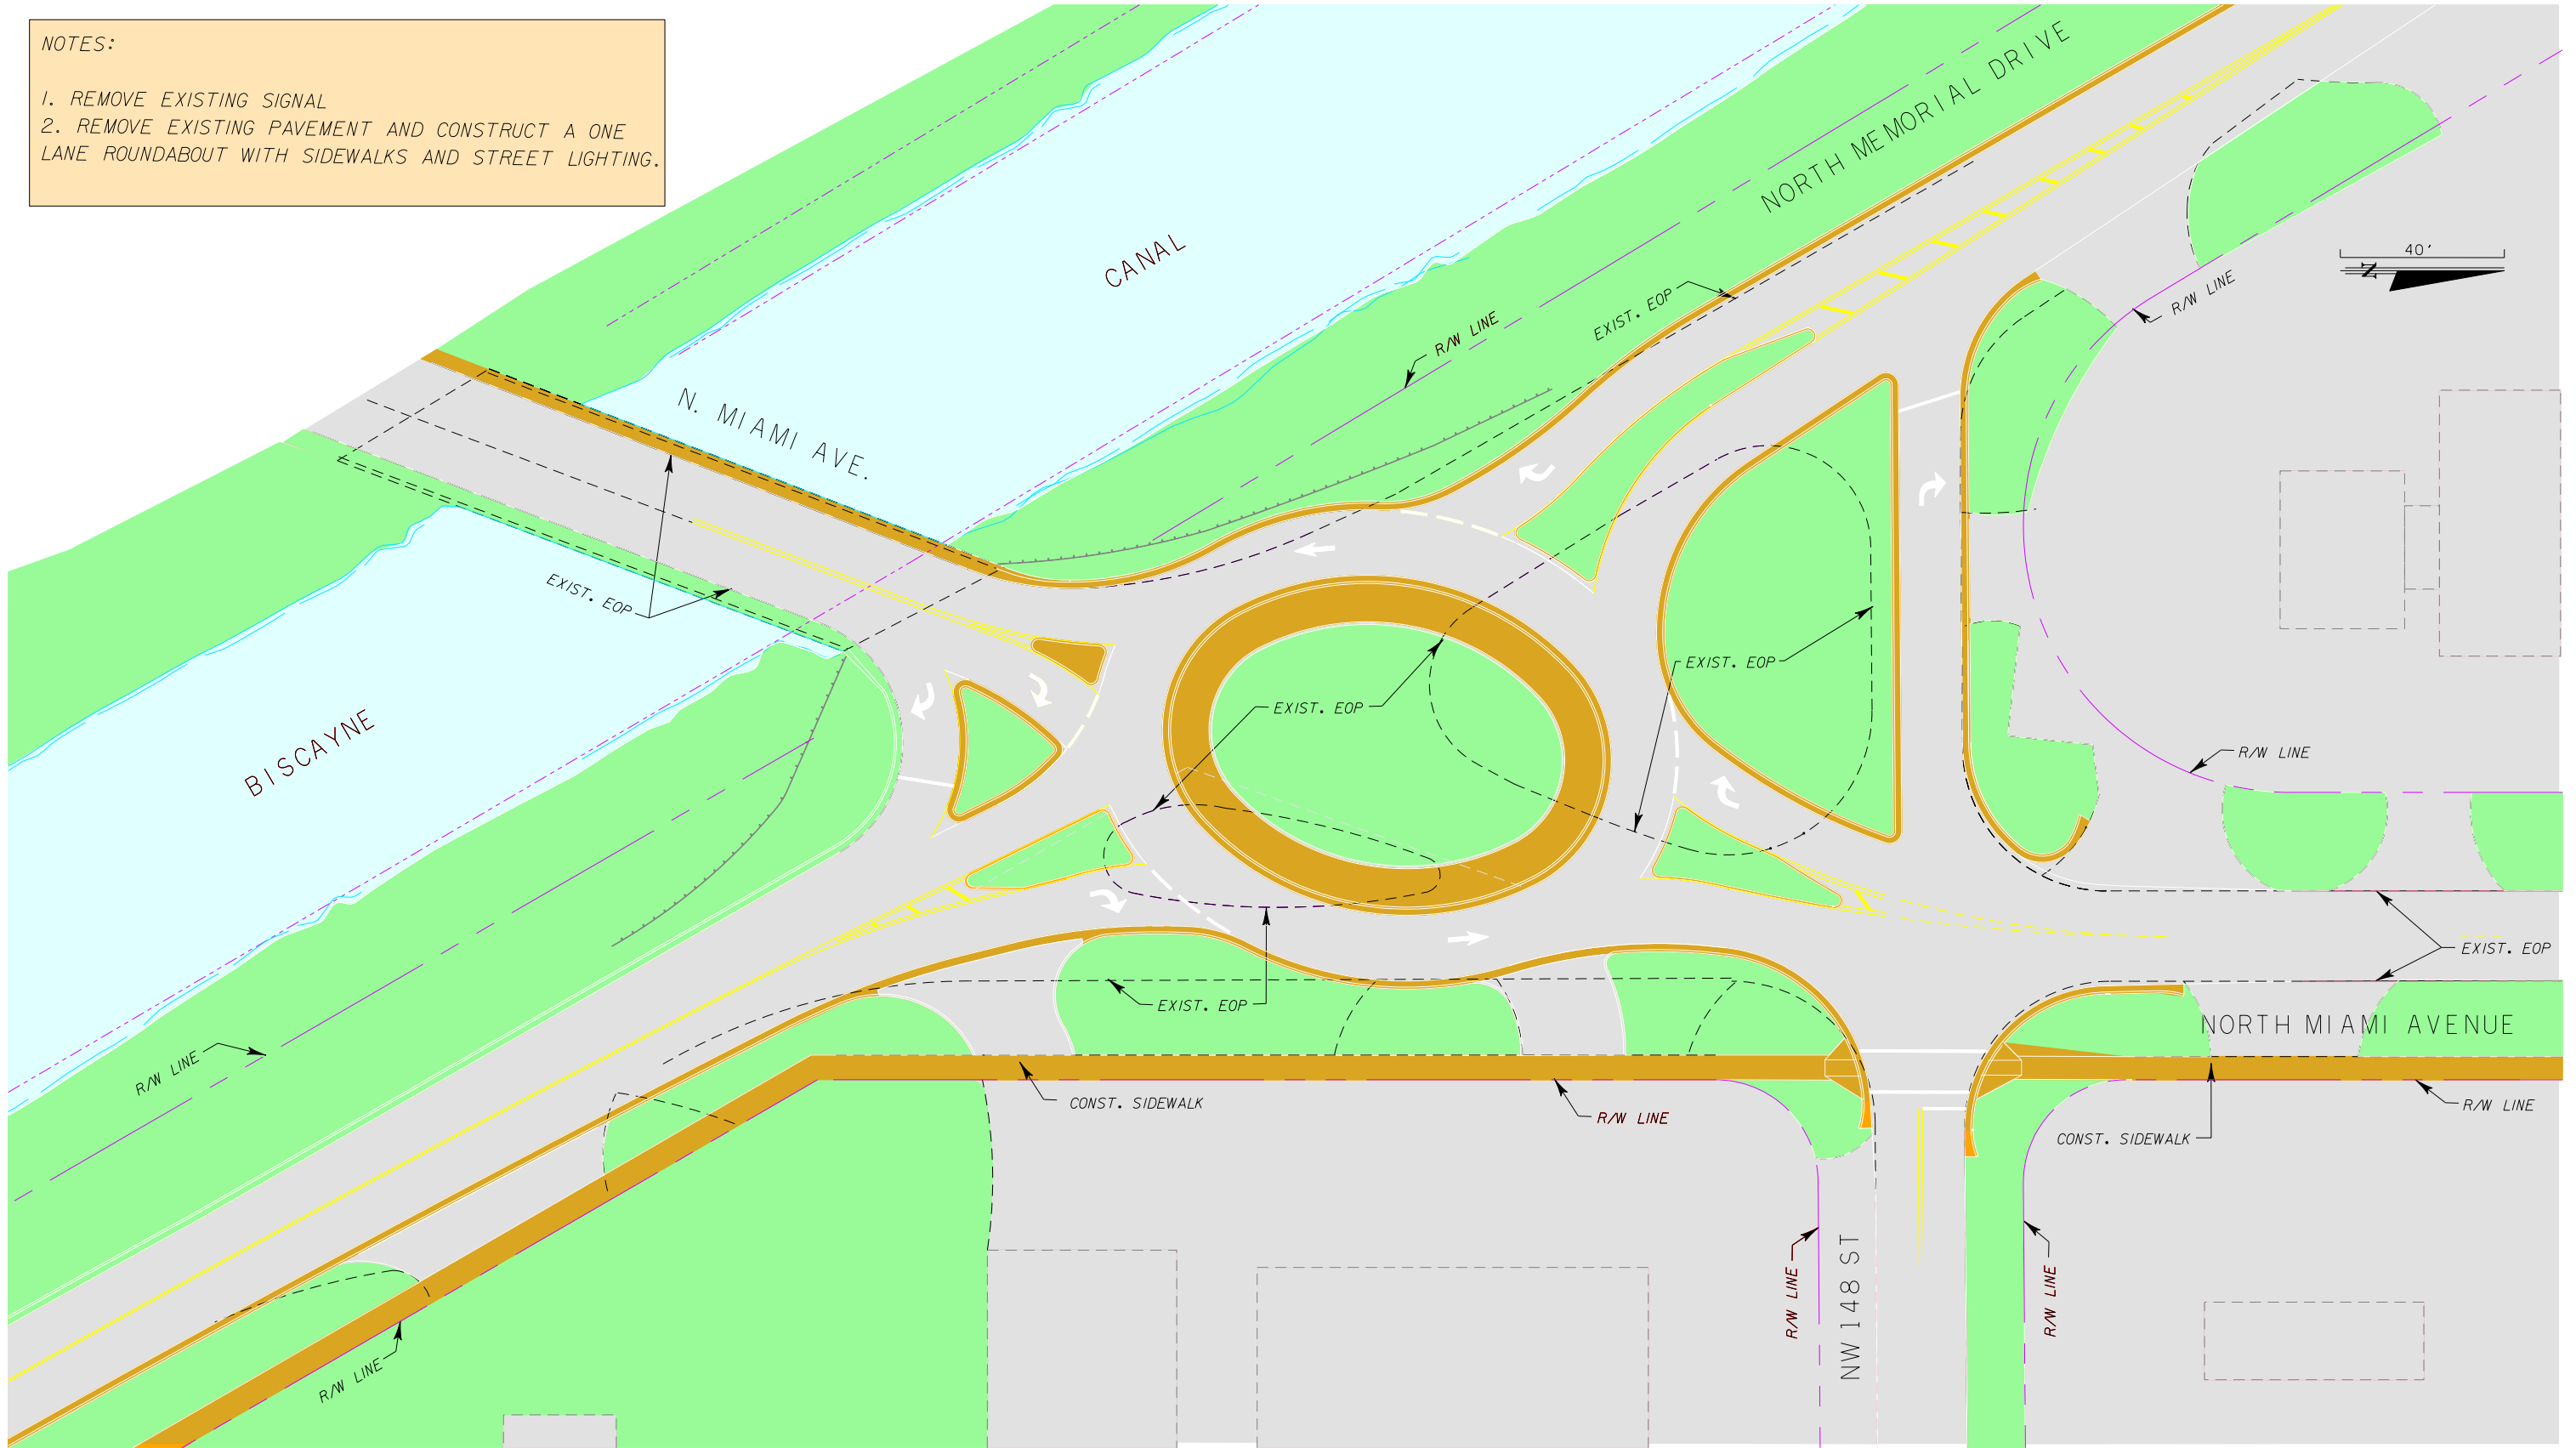 NOTES:
1. REMOVE EXISTING SIGNAL
2. REMOVE EXISTING PAVEMENT AND CONSTRUCT A ONE
LANE ROUNDABOUT WITH SIDEWALKS AND STREET LIGHTING.
NORTH MEMORIAL DRIVE
CANAL
40'
N
R/W LINE
EXIST. EOP
R/W LINE
N. MIAMI AVE.
EXIST. EOP
EXIST. EOP
EXIST. EOP
BISCAYNE
R/W LINE
EXIST. EOP
EXIST. EOP
NORTH MIAMI AVENUE
R/W LINE
CONST. SIDEWALK
R/W LINE
R/W LINE
CONST. SIDEWALK
R/W LINE
NW 148 ST
R/W LINE
R/W LINE